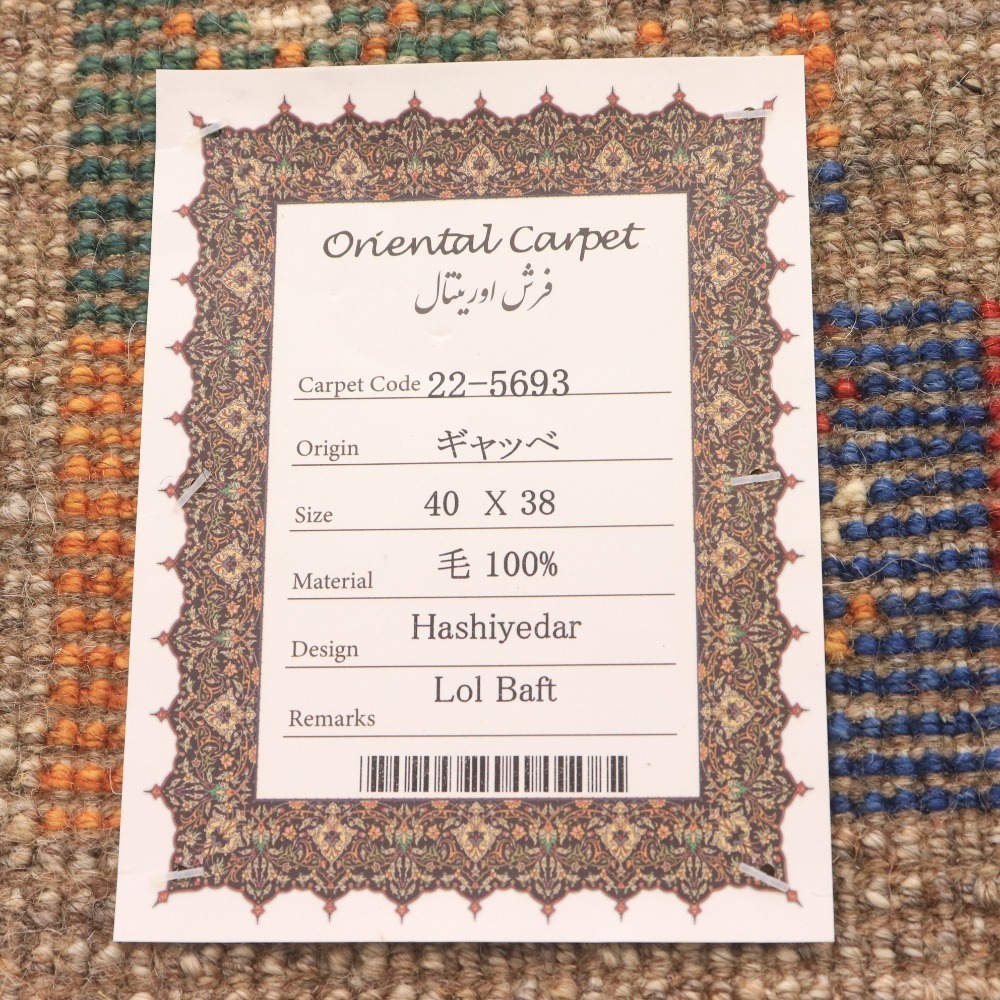 Oriental Carpet
فرش اورینتال
Carpet Code 22-5693
Origin ギャッベ
Size 40 X 38
Material 毛 100%
Design Hashiyedar
Remarks Lol Baft